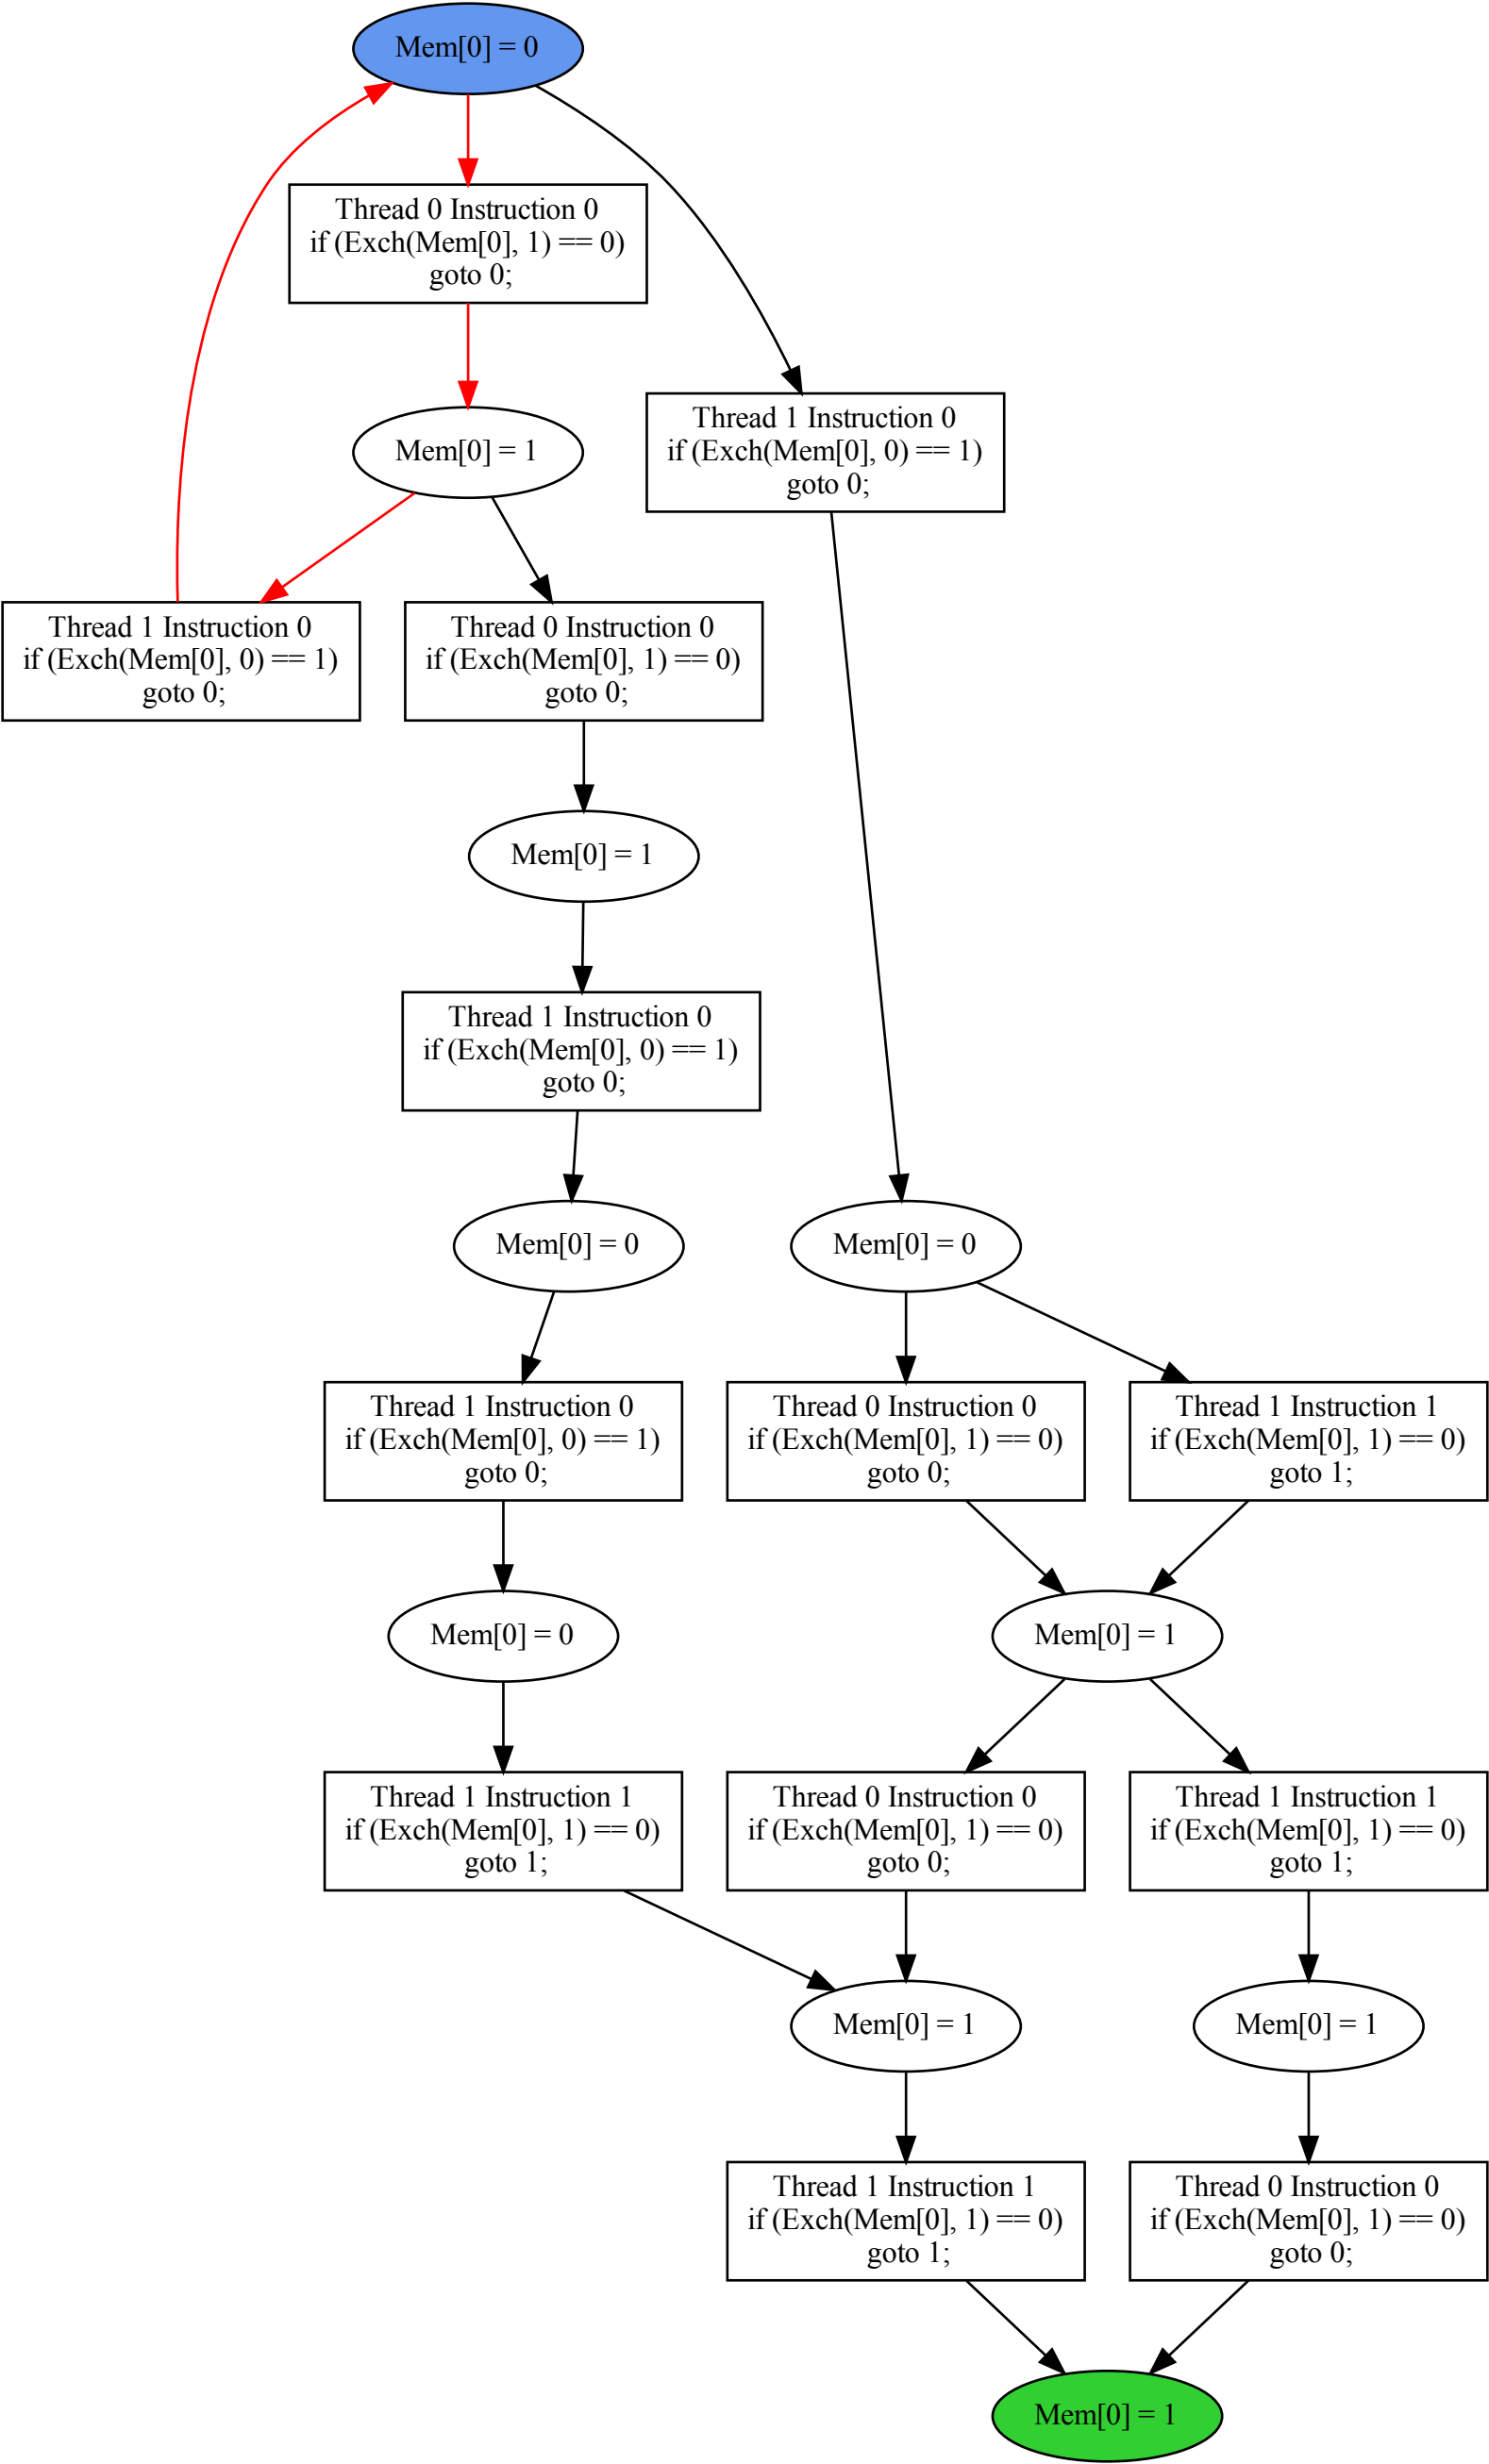 Mem[0] = 0
Thread 0 Instruction 0
if (Exch(Mem[0], 1) == 0)
goto 0;
Thread 1 Instruction 0
if (Exch(Mem[0], 0) == 1)
goto 0;
Mem[0] = 1
Thread 1 Instruction 0
if (Exch(Mem[0], 0) == 1)
goto 0;
Thread 0 Instruction 0
if (Exch(Mem[0], 1) == 0)
goto 0;
Mem[0] = 1
Thread 1 Instruction 0
if (Exch(Mem[0], 0) == 1)
goto 0;
Mem[0] = 0
Mem[0] = 0
Thread 1 Instruction 0
if (Exch(Mem[0], 0) == 1)
goto 0;
Thread 0 Instruction 0
if (Exch(Mem[0], 1) == 0)
goto 0;
Thread 1 Instruction 1
if (Exch(Mem[0], 1) == 0)
goto 1;
Mem[0] = 0
Mem[0] = 1
Thread 1 Instruction 1
if (Exch(Mem[0], 1) == 0)
goto 1;
Thread 0 Instruction 0
if (Exch(Mem[0], 1) == 0)
goto 0;
Thread 1 Instruction 1
if (Exch(Mem[0], 1) == 0)
goto 1;
Mem[0] = 1
Mem[0] = 1
Thread 1 Instruction 1
if (Exch(Mem[0], 1) == 0)
goto 1;
Thread 0 Instruction 0
if (Exch(Mem[0], 1) == 0)
goto 0;
Mem[0] = 1